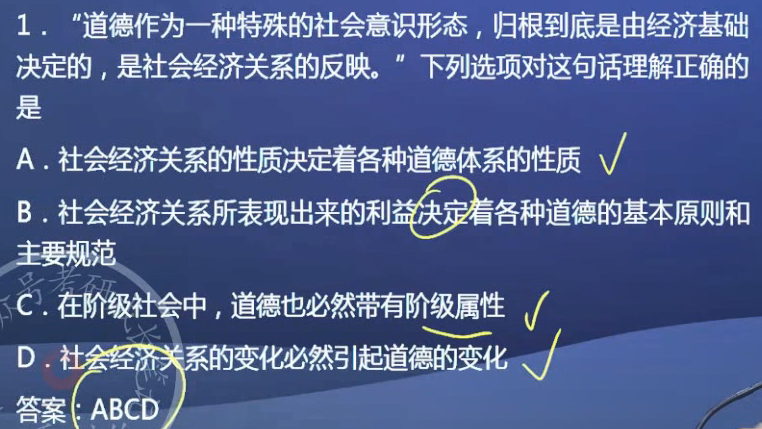 1．“道德作为一种特殊的社会意识形态，归根到底是由经济基础
决定的，是社会经济关系的反映。”下列选项对这句话理解正确的
是
A．社会经济关系的性质决定着各种道德体系的性质
B．社会经济关系所表现出来的利益决定着各种道德的基本原则和
主要规范
C．在阶级社会中，道德也必然带有阶级属性
D．社会经济关系的变化必然引起道德的变化
答案：ABCD